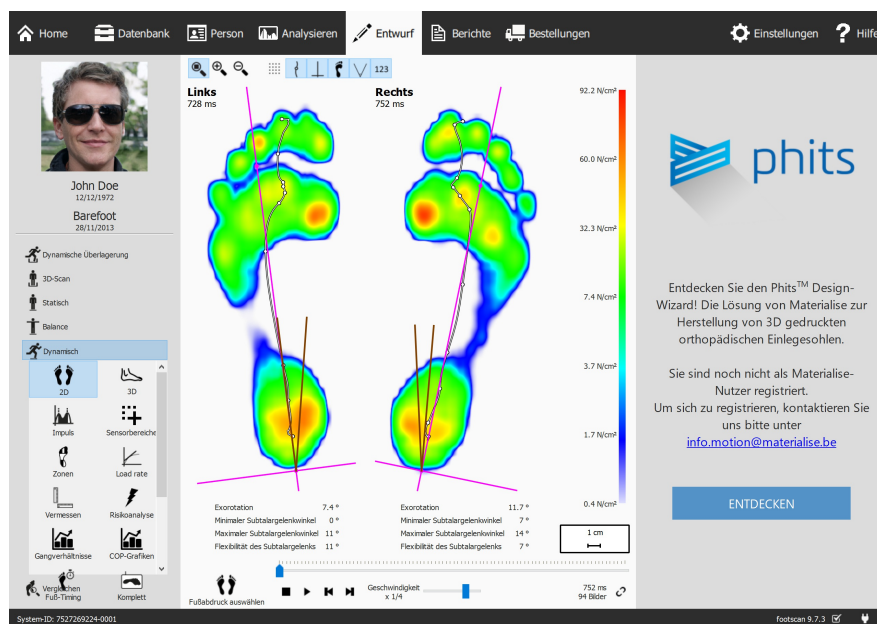 Home
Datenbank
Person
Analysieren
Entwurf
Berichte
Bestellungen
Einstellungen
Hilfe
John Doe
12/12/1972
Barefoot
28/11/2013
Dynamische Überlagerung
3D-Scan
Statisch
Balance
Dynamisch
2D
3D
Impuls
Sensorbereiche
Zonen
Load rate
Vermessen
Risikoanalyse
Gangverhältnisse
COP-Grafiken
Vergleichen
Fuß-Timing
Komplett
123
Links
728 ms
Rechts
752 ms
92.2 N/cm²
60.0 N/cm²
32.3 N/cm²
7.4 N/cm²
3.7 N/cm²
1.7 N/cm²
0.4 N/cm²
Exorotation 7.4 °
Minimaler Subtalargelenkwinkel 0 °
Maximaler Subtalargelenkwinkel 11 °
Flexibilität des Subtalargelenks 11 °
Exorotation 11.7 °
Minimaler Subtalargelenkwinkel 7 °
Maximaler Subtalargelenkwinkel 14 °
Flexibilität des Subtalargelenks 7 °
1 cm
Fußabdruck auswählen
Geschwindigkeit
x 1/4
752 ms
94 Bilder
phits
Entdecken Sie den Phits™ Design-
Wizard! Die Lösung von Materialise zur
Herstellung von 3D gedruckten
orthopädischen Einlegesohlen.
Sie sind noch nicht als Materialise-
Nutzer registriert.
Um sich zu registrieren, kontaktieren Sie
uns bitte unter
info.motion@materialise.be
ENTDECKEN
System-ID: 7527269224-0001
footscan 9.7.3